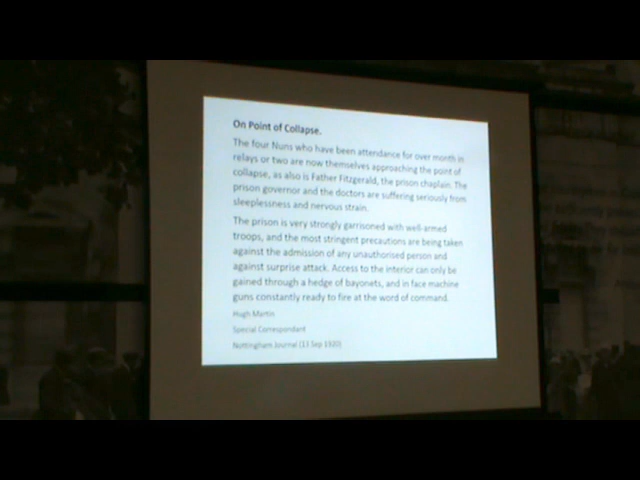 On Point of Collapse.
The four Nuns who have been attendance for over month in
relays or two are now themselves approaching the point of
collapse, as also is Father Fitzgerald, the prison chaplain. The
prison governor and the doctors are suffering seriously from
sleeplessness and nervous strain.
The prison is very strongly garrisoned with well-armed
troops, and the most stringent precautions are being taken
against the admission of any unauthorised person and
against surprise attack. Access to the interior can only be
gained through a hedge of bayonets, and in face machine
guns constantly ready to fire at the word of command.
Hugh Martin
Special Correspondant
Nottingham Journal (13 Sep 1920)